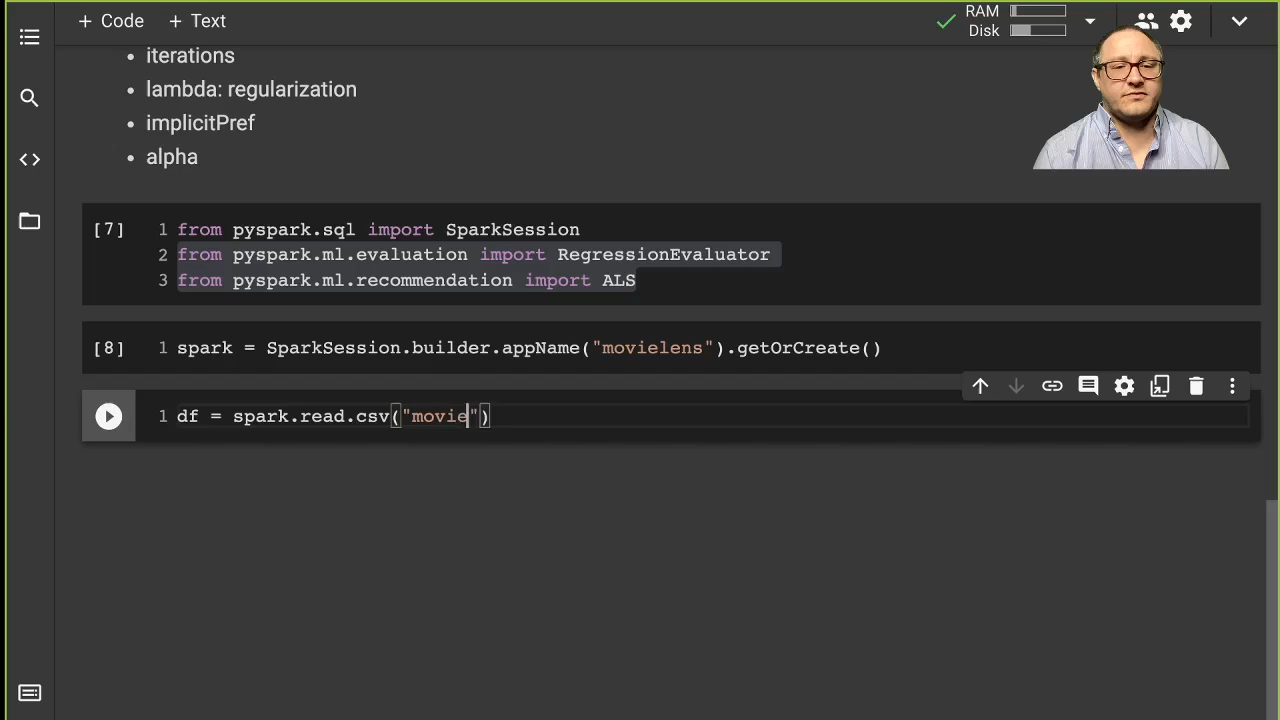 + Code + Text
RAM
Disk
iterations
lambda: regularization
implicitPref
alpha
[7]
1 from pyspark.sql import SparkSession
2 from pyspark.ml.evaluation import RegressionEvaluator
3 from pyspark.ml.recommendation import ALS
[8]
1 spark = SparkSession.builder.appName("movielens").getOrCreate()
1 df = spark.read.csv("movie")